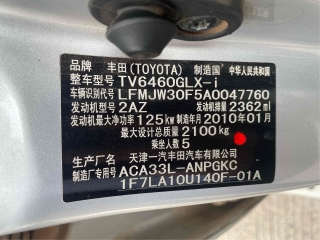 品牌 丰田(TOYOTA) 制造国 中华人民共和国
整车型号 TV6460GLX-i
车辆识别代号 LFMJW30F5A0047760
发动机型号 2AZ 发动机排量 2362ml
发动机最大净功率 125kw 制造年月 2010年01月
最大设计总质量 2100kg
乘坐人数 5
生产厂名 天津一汽丰田汽车有限公司
制造厂专用号 ACA33L-ANPGKC
1F7LA10U140F-01A